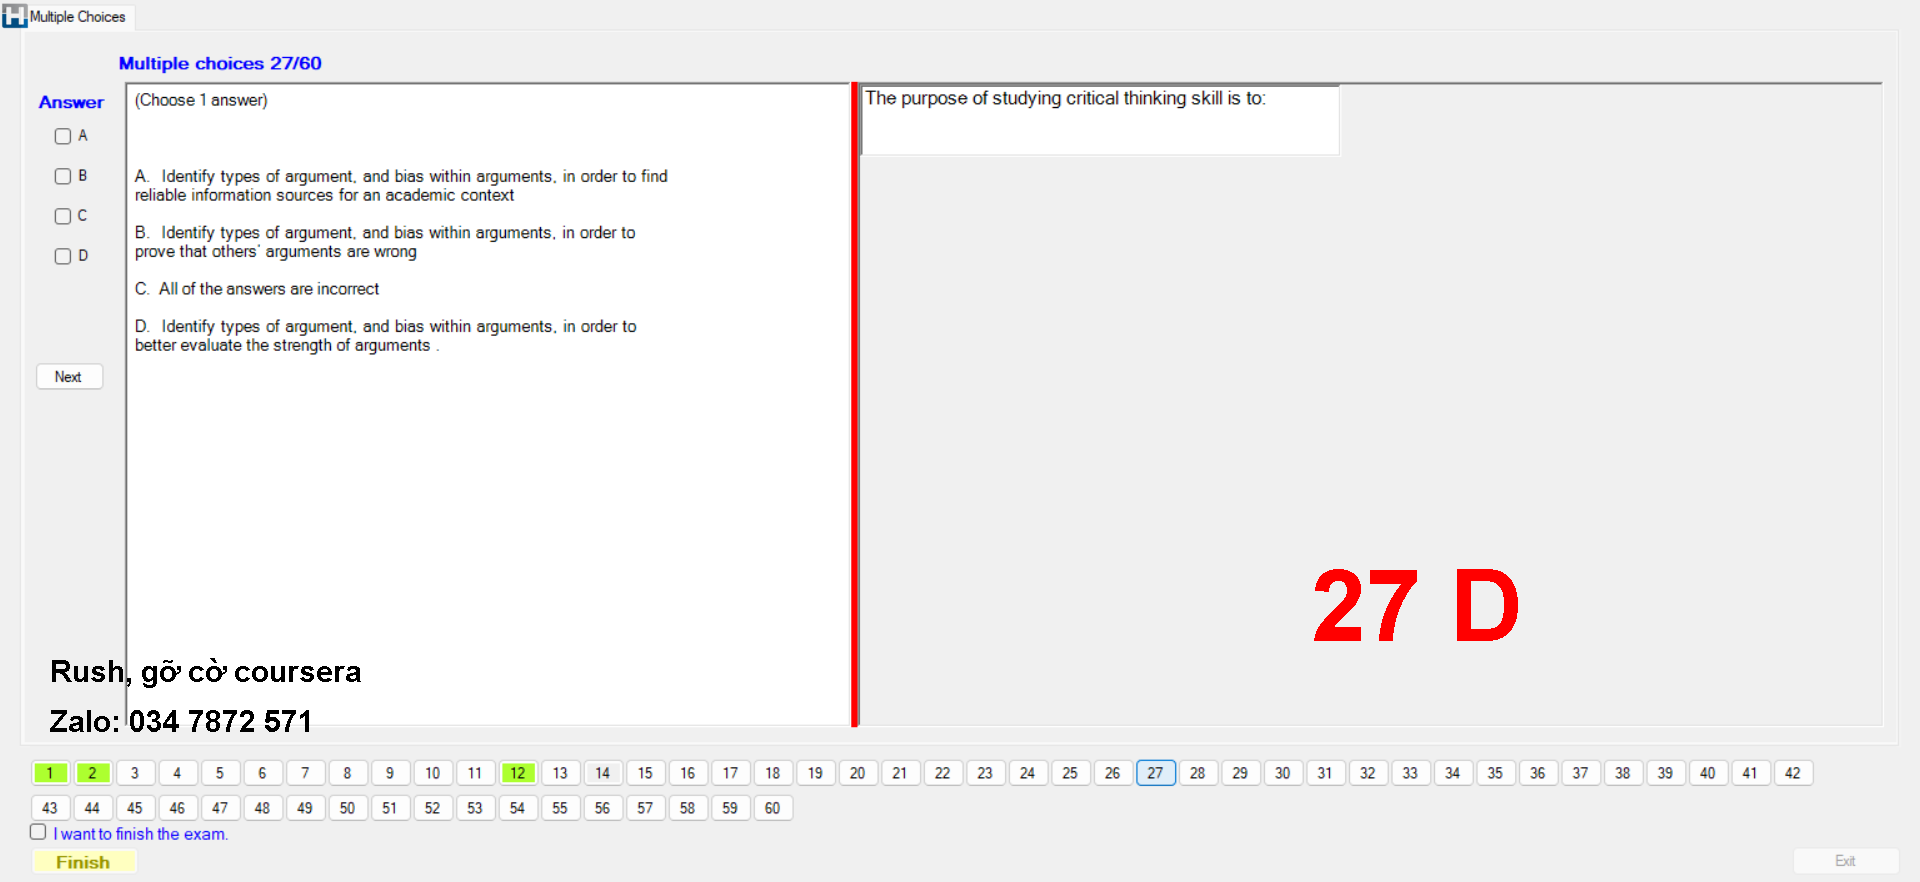 Multiple Choices
Multiple choices 27/60
Answer
A
B
C
D
Next
(Choose 1 answer)
A.  Identify types of argument, and bias within arguments, in order to find
reliable information sources for an academic context
B.  Identify types of argument, and bias within arguments, in order to
prove that others' arguments are wrong
C.  All of the answers are incorrect
D.  Identify types of argument, and bias within arguments, in order to
better evaluate the strength of arguments .
The purpose of studying critical thinking skill is to:
27 D
Rush, gỡ cờ coursera
Zalo: 034 7872 571
1 2 3 4 5 6 7 8 9 10 11 12 13 14 15 16 17 18 19 20 21 22 23 24 25 26 27 28 29 30 31 32 33 34 35 36 37 38 39 40 41 42
43 44 45 46 47 48 49 50 51 52 53 54 55 56 57 58 59 60
I want to finish the exam.
Finish
Exit